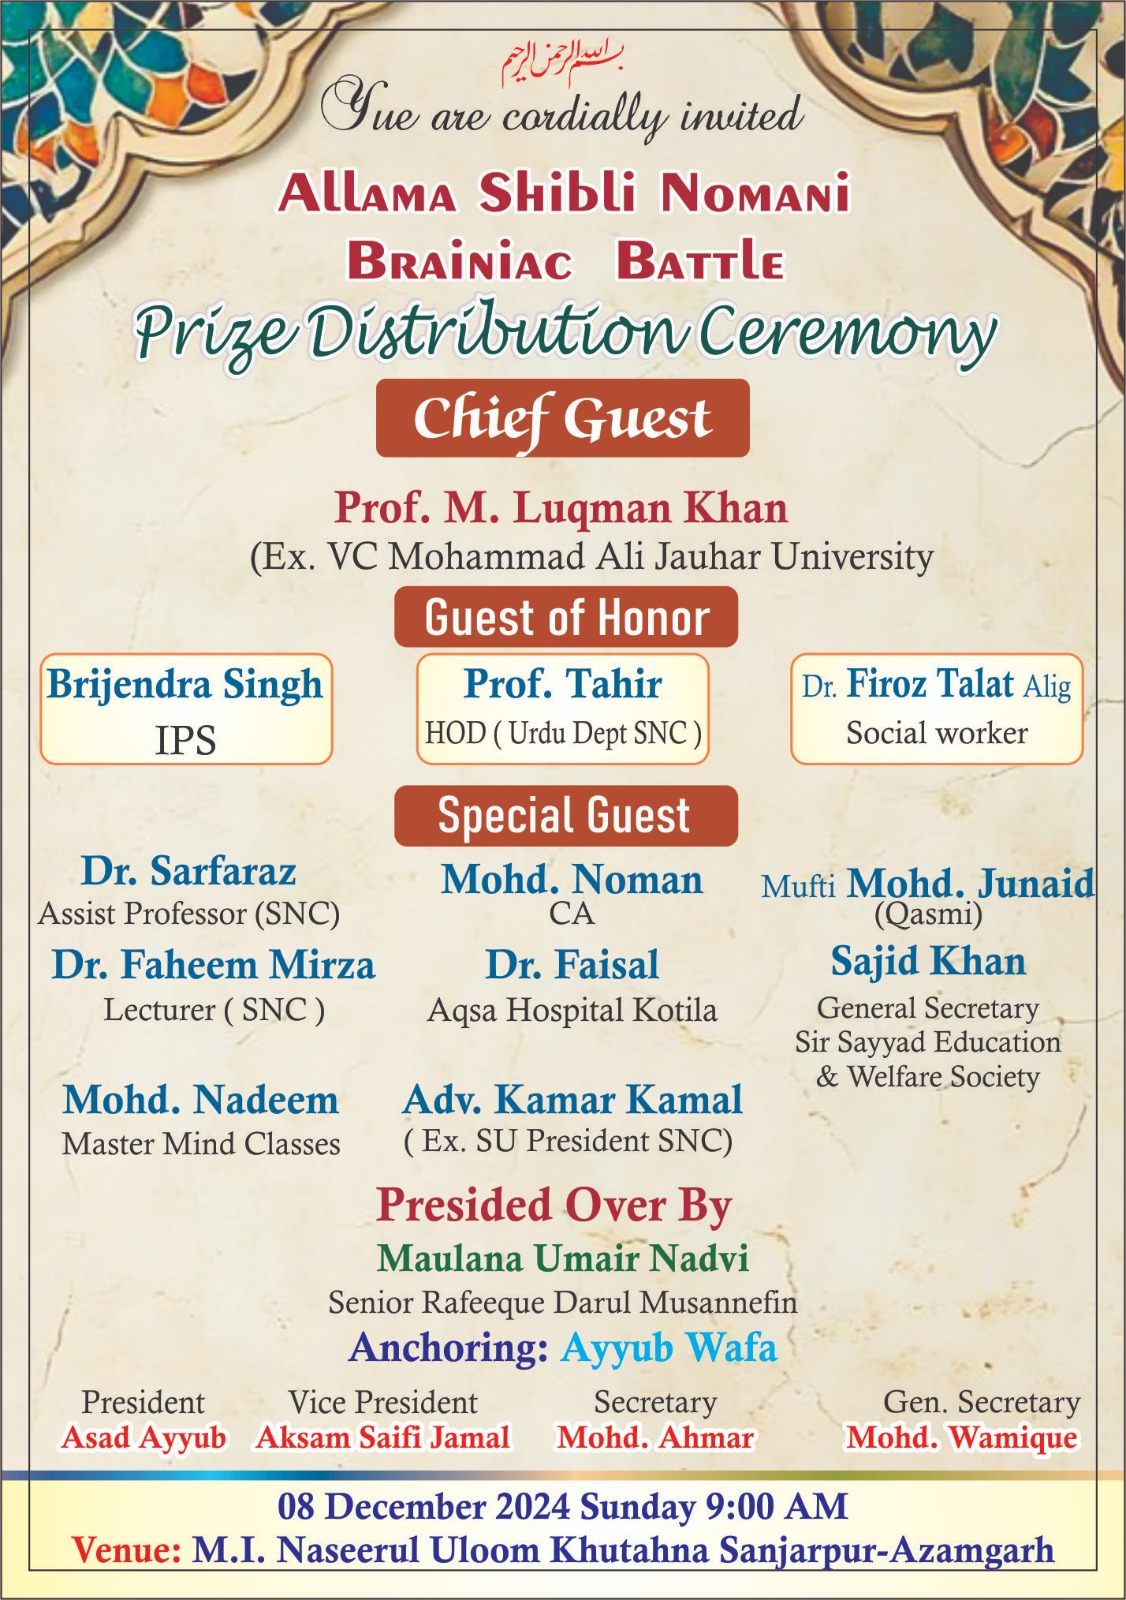 بسم الله الرحمن الرحيم
Yue are cordially invited
Allama Shibli Nomani
Brainiac Battle
Prize Distribution Ceremony
Chief Guest
Prof. M. Luqman Khan
(Ex. VC Mohammad Ali Jauhar University
Guest of Honor
Brijendra Singh
IPS
Prof. Tahir
HOD ( Urdu Dept SNC )
Dr. Firoz Talat Alig
Social worker
Special Guest
Dr. Sarfaraz
Assist Professor (SNC)
Mohd. Noman
CA
Mufti Mohd. Junaid
(Qasmi)
Dr. Faheem Mirza
Lecturer ( SNC )
Dr. Faisal
Aqsa Hospital Kotila
Sajid Khan
General Secretary
Sir Sayyad Education
& Welfare Society
Mohd. Nadeem
Master Mind Classes
Adv. Kamar Kamal
( Ex. SU President SNC)
Presided Over By
Maulana Umair Nadvi
Senior Rafeeque Darul Musannefin
Anchoring: Ayyub Wafa
President
Asad Ayyub
Vice President
Aksam Saifi Jamal
Secretary
Mohd. Ahmar
Gen. Secretary
Mohd. Wamique
08 December 2024 Sunday 9:00 AM
Venue: M.I. Naseerul Uloom Khutahna Sanjarpur-Azamgarh